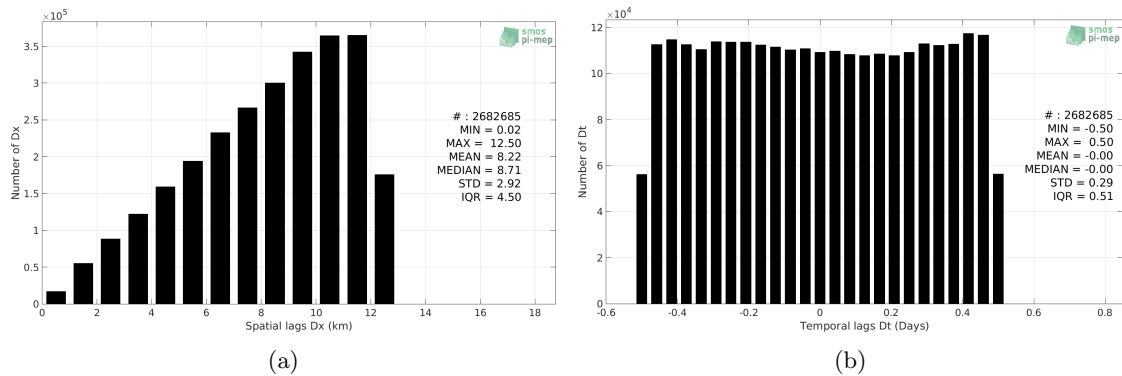 ×10⁵
3.5
3
2.5
2
1.5
1
0.5
0
Number of Dx
0 2 4 6 8 10 12 14 16 18
Spatial lags Dx (km)
smos
pi-mep
# : 2682685
MIN = 0.02
MAX = 12.50
MEAN = 8.22
MEDIAN = 8.71
STD = 2.92
IQR = 4.50
(a)
×10⁴
12
10
8
6
4
2
0
Number of Dt
-0.6 -0.4 -0.2 0 0.2 0.4 0.6 0.8
Temporal lags Dt (Days)
smos
pi-mep
# : 2682685
MIN = -0.50
MAX = 0.50
MEAN = -0.00
MEDIAN = -0.00
STD = 0.29
IQR = 0.51
(b)